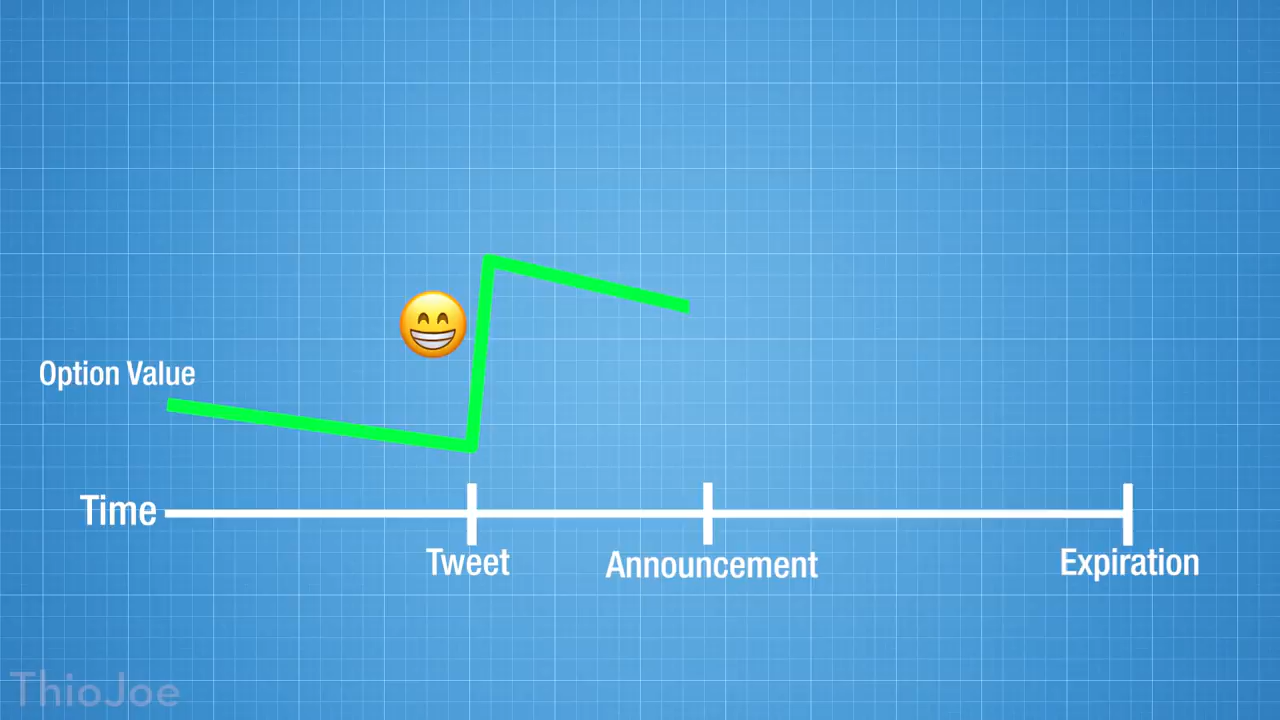 Option Value
Time
Tweet
Announcement
Expiration
ThioJoe